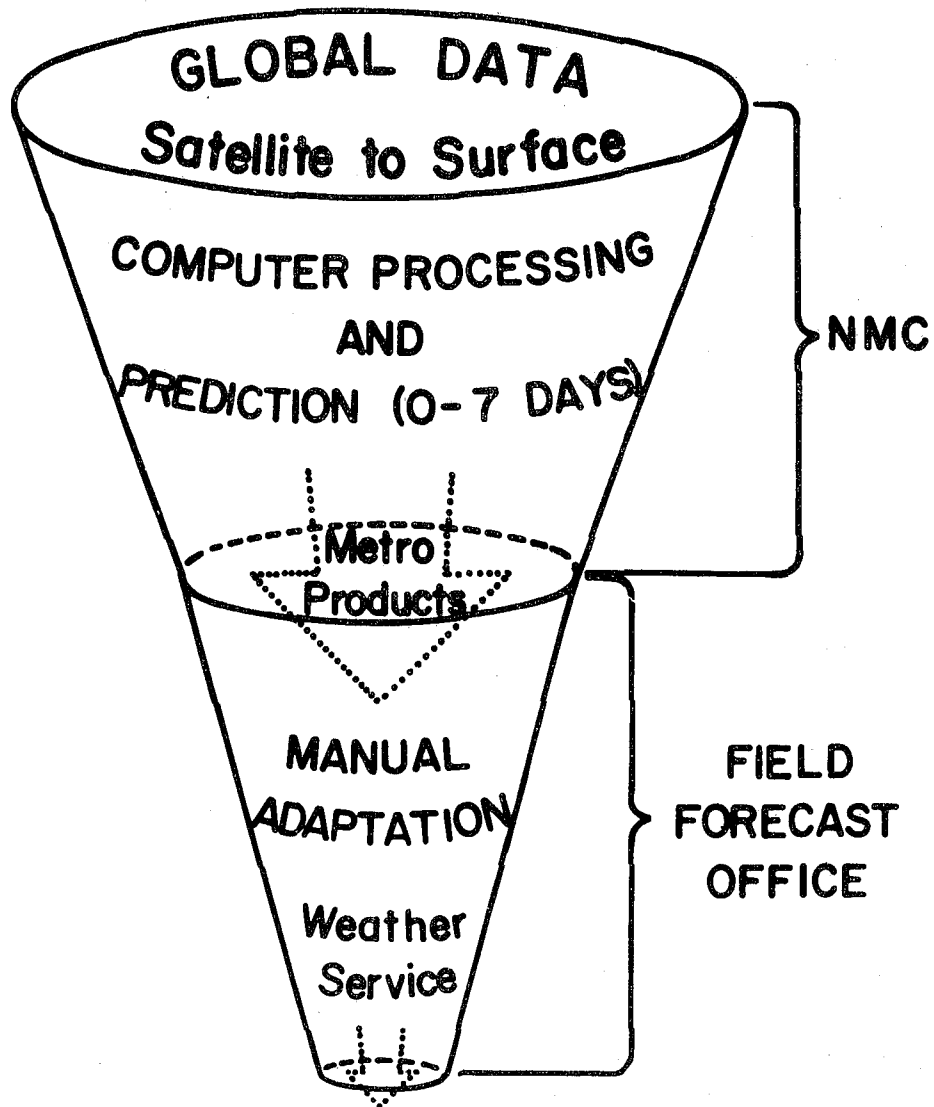 GLOBAL DATA
Satellite to Surface
COMPUTER PROCESSING
AND
PREDICTION (0-7 DAYS)
NMC
Metro
Products
MANUAL
ADAPTATION
FIELD
FORECAST
OFFICE
Weather
Service